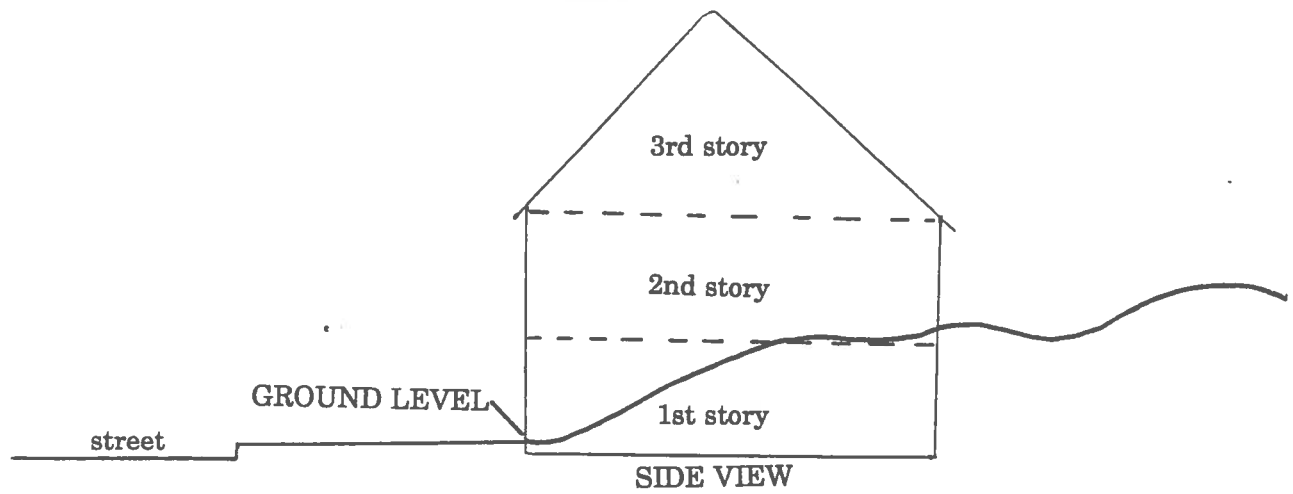 3rd story
2nd story
GROUND LEVEL
1st story
street
SIDE VIEW